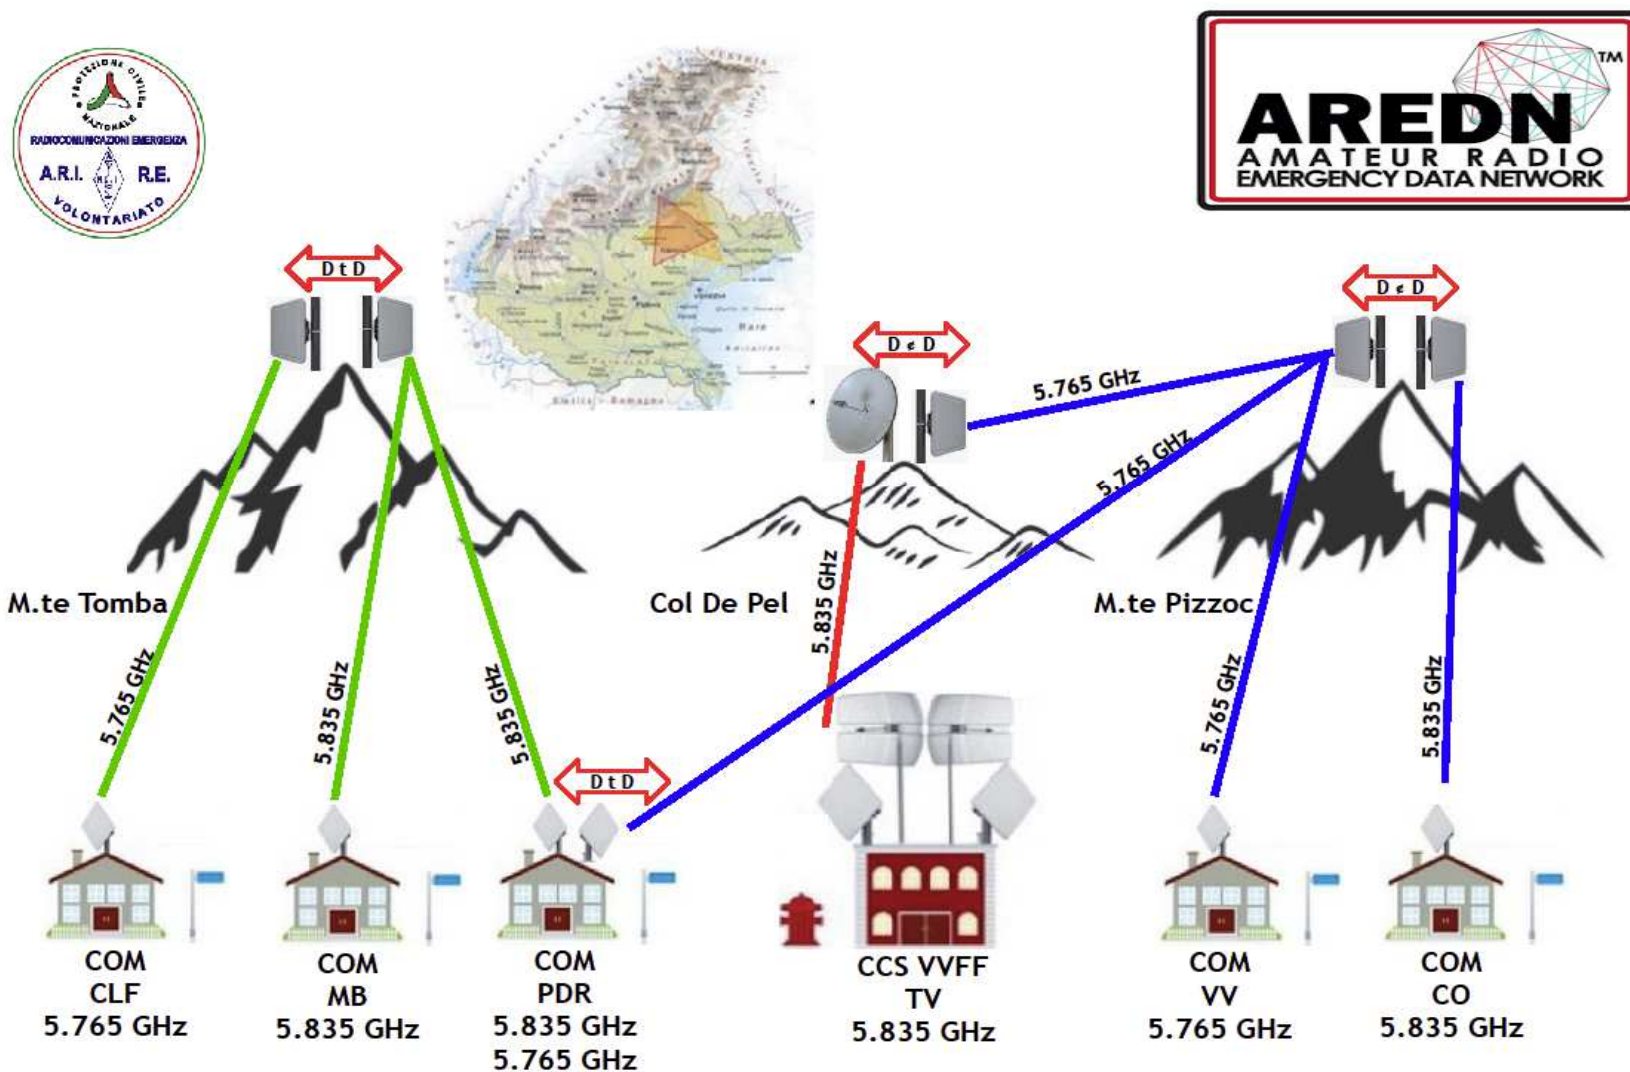 PROTEZIONE CIVILE
NAZIONALE
RADIOCOMUNICAZIONI EMERGENZA
A.R.I. R.E.
VOLONTARIATO
TM
AREDN
AMATEUR RADIO
EMERGENCY DATA NETWORK
D t D
D t D
D t D
5.765 GHz
5.765 GHz
M.te Tomba
Col De Pel
M.te Pizzoc
5.835 GHz
5.765 GHz
5.835 GHz
5.835 GHz
5.765 GHz
5.835 GHz
D t D
COM
CLF
5.765 GHz
COM
MB
5.835 GHz
COM
PDR
5.835 GHz
5.765 GHz
CCS VVFF
TV
5.835 GHz
COM
VV
5.765 GHz
COM
CO
5.835 GHz